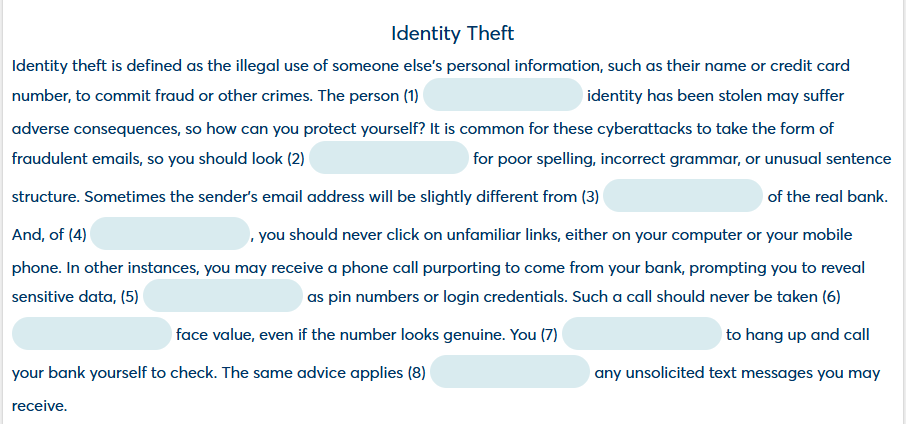 Identity Theft
Identity theft is defined as the illegal use of someone else's personal information, such as their name or credit card
number, to commit fraud or other crimes. The person (1) identity has been stolen may suffer
adverse consequences, so how can you protect yourself? It is common for these cyberattacks to take the form of
fraudulent emails, so you should look (2) for poor spelling, incorrect grammar, or unusual sentence
structure. Sometimes the sender's email address will be slightly different from (3) of the real bank.
And, of (4) , you should never click on unfamiliar links, either on your computer or your mobile
phone. In other instances, you may receive a phone call purporting to come from your bank, prompting you to reveal
sensitive data, (5) as pin numbers or login credentials. Such a call should never be taken (6)
face value, even if the number looks genuine. You (7) to hang up and call
your bank yourself to check. The same advice applies (8) any unsolicited text messages you may
receive.